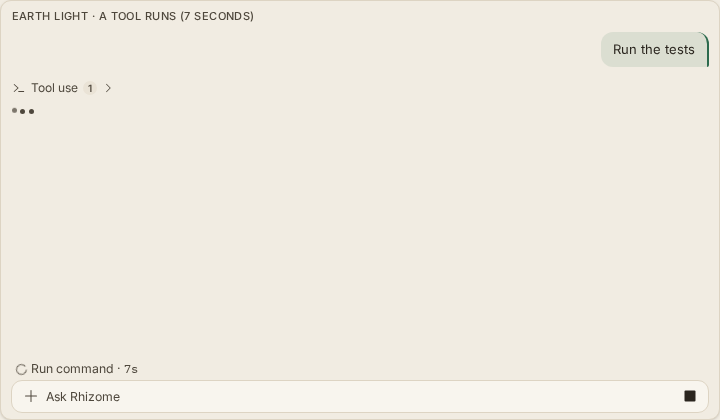 EARTH LIGHT · A TOOL RUNS (7 SECONDS)
Run the tests
Tool use 1
Run command · 7s
Ask Rhizome